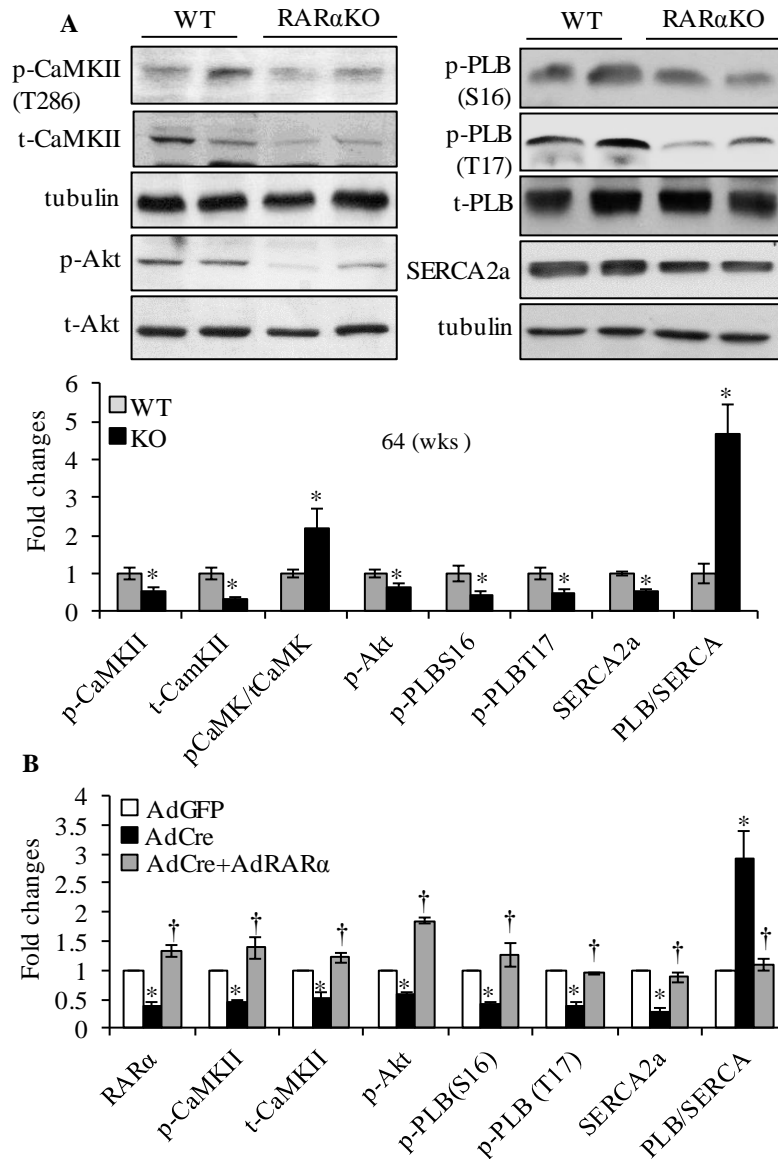 A
WT
RARαKO
p-CaMKII
(T286)
t-CaMKII
tubulin
p-Akt
t-Akt
WT
RARαKO
p-PLB
(S16)
p-PLB
(T17)
t-PLB
SERCA2a
tubulin
Fold changes
6
5
4
3
2
1
0
WT
KO
64 (wks )
*
*
*
*
*
*
*
*
p-CaMKII
t-CamKII
pCaMK/tCaMK
p-Akt
p-PLBS16
p-PLBT17
SERCA2a
PLB/SERCA
B
Fold changes
4
3.5
3
2.5
2
1.5
1
0.5
0
AdGFP
AdCre
AdCre+AdRARα
* †
* †
* †
* †
* †
* †
* †
* †
RARα
p-CaMKII
t-CaMKII
p-Akt
p-PLB(S16)
p-PLB (T17)
SERCA2a
PLB/SERCA